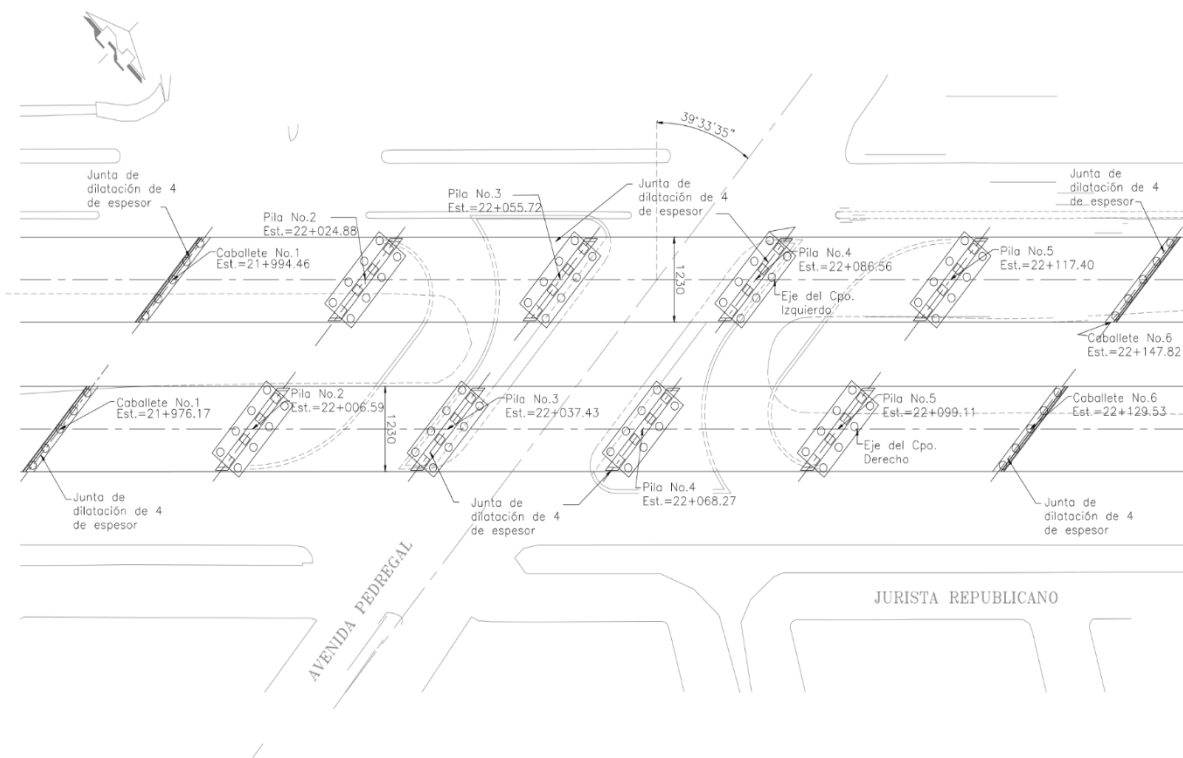 39°33'35"
Junta de
dilatación de 4
de espesor
Pila No.3
Est.=22+055.72
Junta de
dilatación de 4
de espesor
Junta de
dilatación de 4
de espesor
Pila No.2
Est.=22+024.88
Caballete No.1
Est.=21+994.46
1230
Pila No.4
Est.=22+086.56
Pila No.5
Est.=22+117.40
Eje del Cpo.
Izquierdo
Caballete No.6
Est.=22+147.82
Caballete No.1
Est.=21+976.17
Pila No.2
Est.=22+006.59
1230
Pila No.3
Est.=22+037.43
Pila No.5
Est.=22+099.11
Caballete No.6
Est.=22+129.53
Eje del Cpo.
Derecho
Pila No.4
Est.=22+068.27
Junta de
dilatación de 4
de espesor
Junta de
dilatación de 4
de espesor
Junta de
dilatación de 4
de espesor
AVENIDA PEDREGAL
JURISTA REPUBLICANO